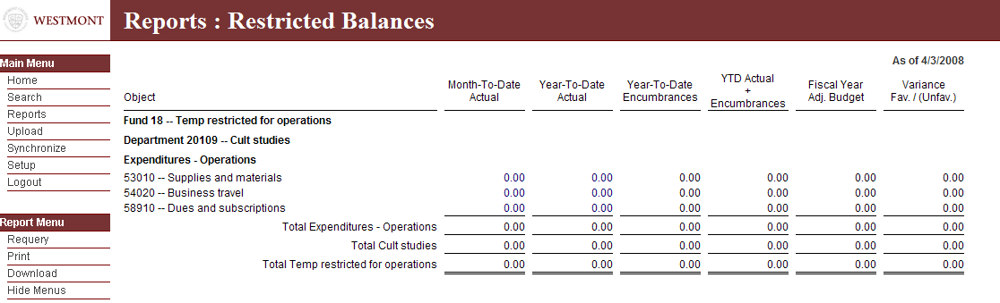 WESTMONT
Reports : Restricted Balances
Main Menu
Home
Search
Reports
Upload
Synchronize
Setup
Logout
Report Menu
Requery
Print
Download
Hide Menus
As of 4/3/2008
Object Month-To-Date Actual Year-To-Date Actual Year-To-Date Encumbrances YTD Actual + Encumbrances Fiscal Year Adj. Budget Variance Fav. / (Unfav.)
Fund 18 -- Temp restricted for operations
Department 20109 -- Cult studies
Expenditures - Operations
53010 -- Supplies and materials 0.00 0.00 0.00 0.00 0.00 0.00
54020 -- Business travel 0.00 0.00 0.00 0.00 0.00 0.00
58910 -- Dues and subscriptions 0.00 0.00 0.00 0.00 0.00 0.00
Total Expenditures - Operations 0.00 0.00 0.00 0.00 0.00 0.00
Total Cult studies 0.00 0.00 0.00 0.00 0.00 0.00
Total Temp restricted for operations 0.00 0.00 0.00 0.00 0.00 0.00